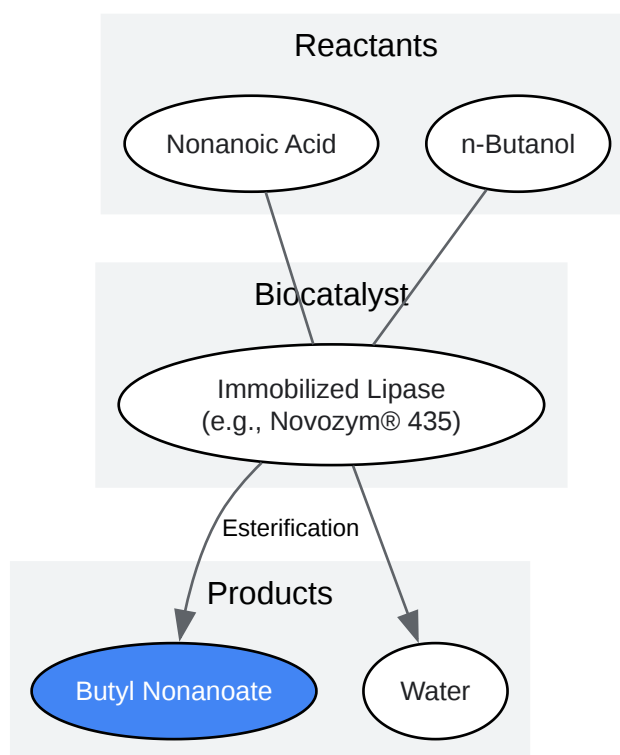 Reactants
Nonanoic Acid
n-Butanol
Biocatalyst
Immobilized Lipase
(e.g., Novozym® 435)
Esterification
Products
Butyl Nonanoate
Water